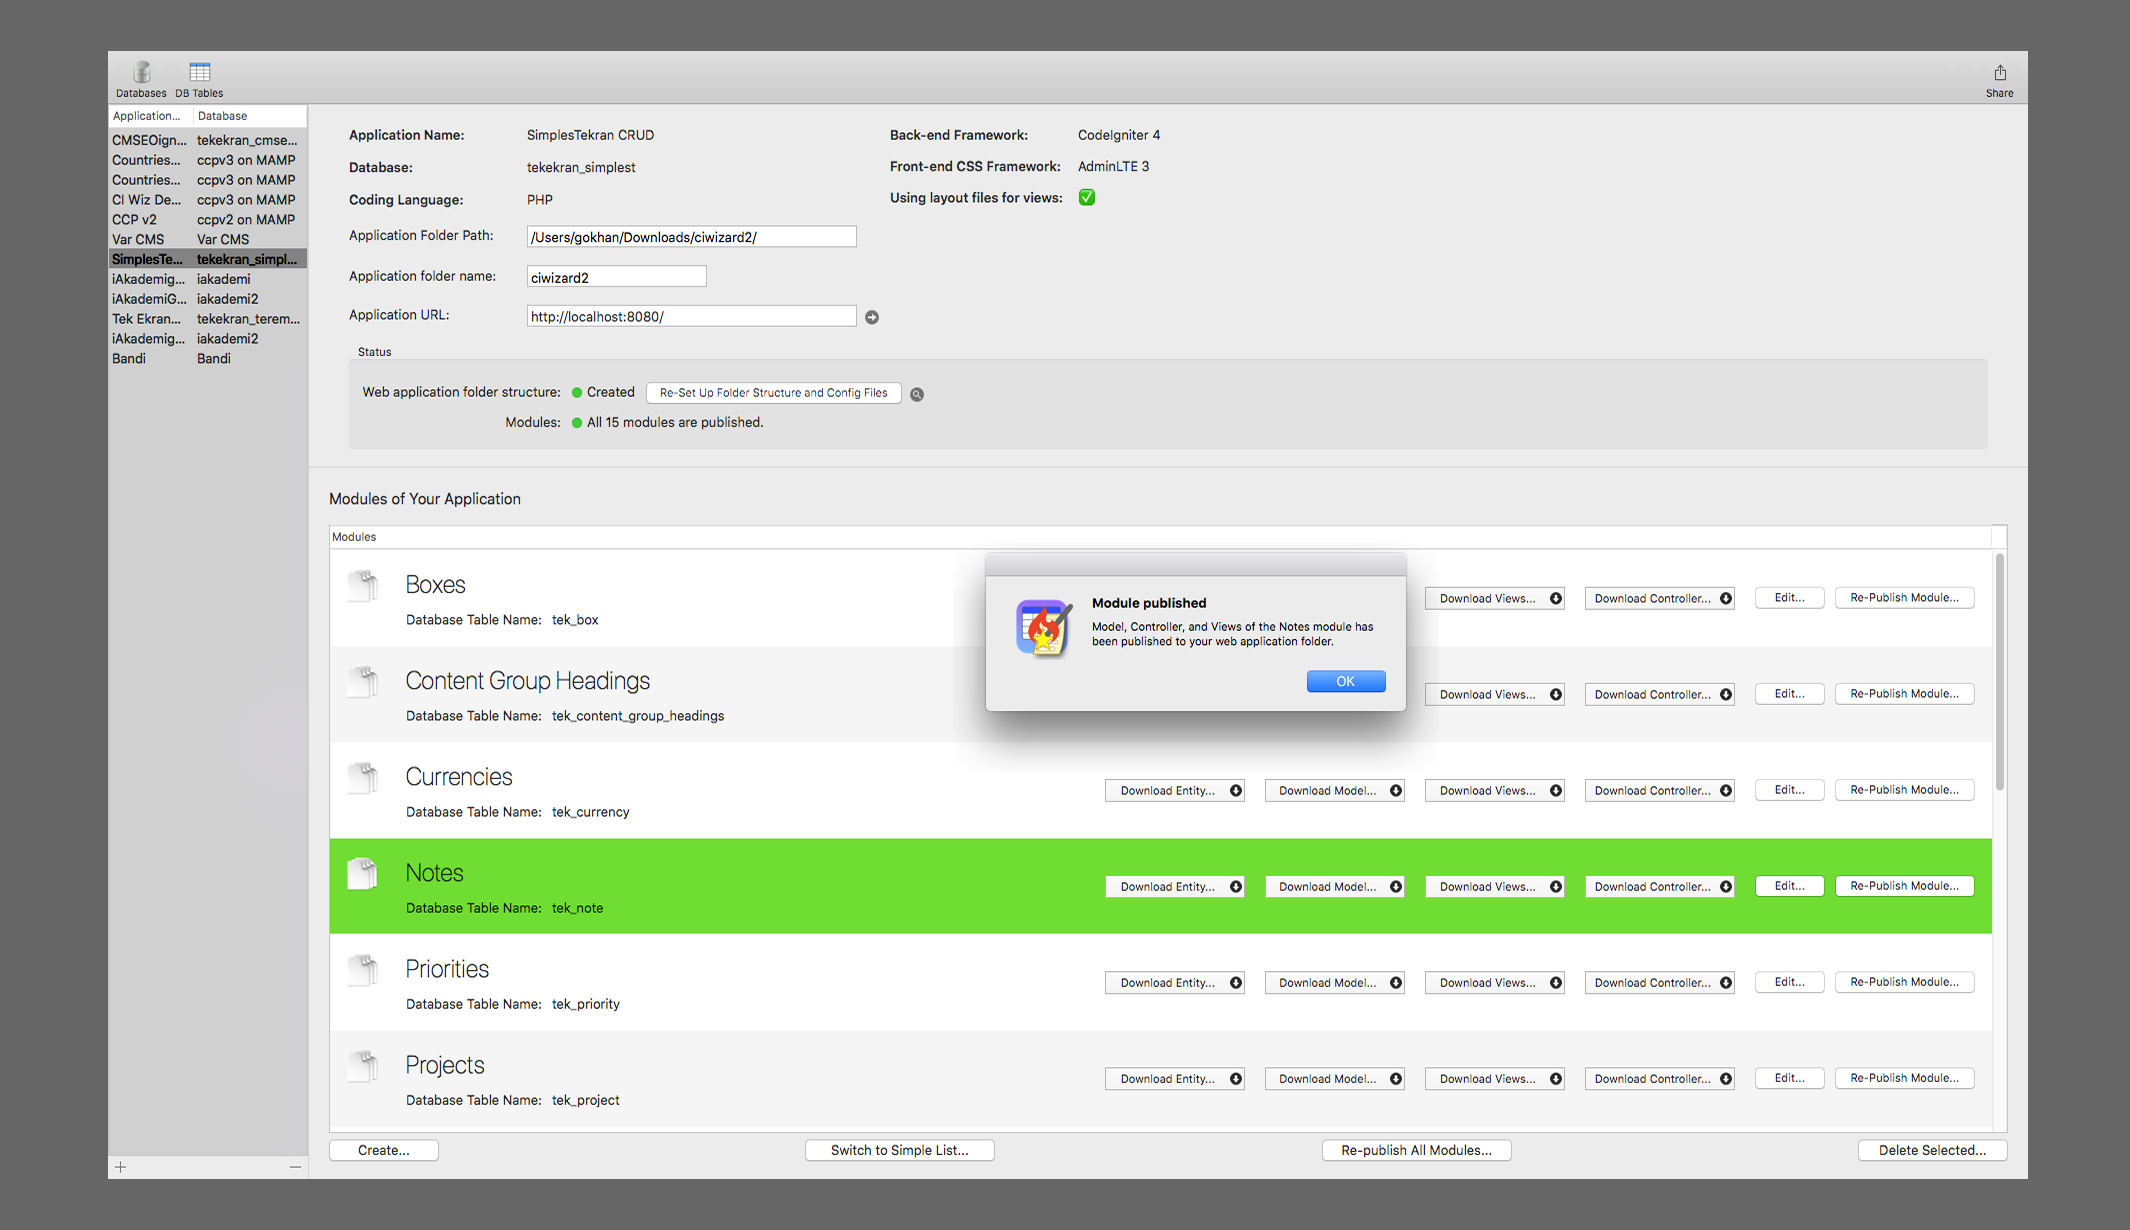 Databases DB Tables Share
Application... Database
CMSEOign... tekekran_cmse...
Countries... ccpv3 on MAMP
Countries... ccpv3 on MAMP
CI Wiz De... ccpv3 on MAMP
CCP v2 ccpv2 on MAMP
Var CMS Var CMS
SimplesTe... tekekran_simpl...
iAkademig... iakademi
iAkademiG... iakademi2
Tek Ekran... tekekran_terem...
iAkademig... iakademi2
Bandi Bandi
Application Name: SimplesTekran CRUD
Database: tekekran_simplest
Coding Language: PHP
Application Folder Path: /Users/gokhan/Downloads/ciwizard2/
Application folder name: ciwizard2
Application URL: http://localhost:8080/
Back-end Framework: CodeIgniter 4
Front-end CSS Framework: AdminLTE 3
Using layout files for views:
Status
Web application folder structure: Created Re-Set Up Folder Structure and Config Files
Modules: All 15 modules are published.
Modules of Your Application
Modules
Boxes
Database Table Name: tek_box
Download Views... Download Controller... Edit... Re-Publish Module...
Module published
Model, Controller, and Views of the Notes module has
been published to your web application folder.
OK
Content Group Headings
Database Table Name: tek_content_group_headings
Download Views... Download Controller... Edit... Re-Publish Module...
Currencies
Database Table Name: tek_currency
Download Entity... Download Model... Download Views... Download Controller... Edit... Re-Publish Module...
Notes
Database Table Name: tek_note
Download Entity... Download Model... Download Views... Download Controller... Edit... Re-Publish Module...
Priorities
Database Table Name: tek_priority
Download Entity... Download Model... Download Views... Download Controller... Edit... Re-Publish Module...
Projects
Database Table Name: tek_project
Download Entity... Download Model... Download Views... Download Controller... Edit... Re-Publish Module...
Create... Switch to Simple List... Re-publish All Modules... Delete Selected...